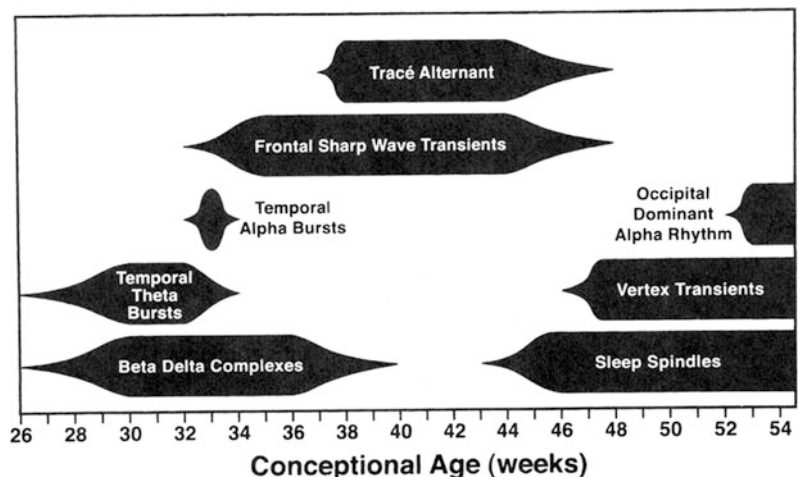 Tracé Alternant
Frontal Sharp Wave Transients
Temporal
Alpha Bursts
Occipital
Dominant
Alpha Rhythm
Temporal
Theta
Bursts
Vertex Transients
Beta Delta Complexes
Sleep Spindles
26 28 30 32 34 36 38 40 42 44 46 48 50 52 54
Conceptional Age (weeks)